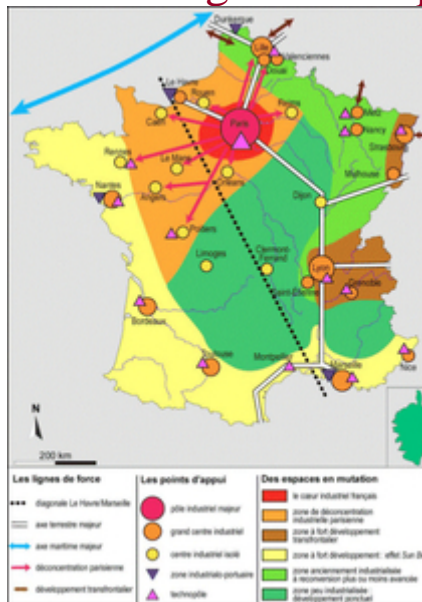 Dunkerque
Lille
Valenciennes
Douai
Le Havre
Rouen
Caen
Reims
Metz
Paris
Nancy
Strasbourg
Rennes
Le Mans
Orléans
Mulhouse
Nantes
Angers
Dijon
Poitiers
Limoges
Clermont-
Ferrand
Lyon
Saint-Etienne
Grenoble
Bordeaux
Toulouse
Montpellier
Marseille
Nice
N
200 km
Les lignes de force
diagonale Le Havre/Marseille
axe terrestre majeur
axe maritime majeur
déconcentration parisienne
développement transfrontalier
Les points d'appui
pôle industriel majeur
grand centre industriel
centre industriel isolé
zone industrialo-portuaire
technopôle
Des espaces en mutation
le cœur industriel français
zone de déconcentration
industrielle parisienne
zone à fort développement
transfrontalier
zone à fort développement : effet Sun
zone anciennement industrialisée
à reconversion plus ou moins avancée
zone peu industrialisée :
développement ponctuel